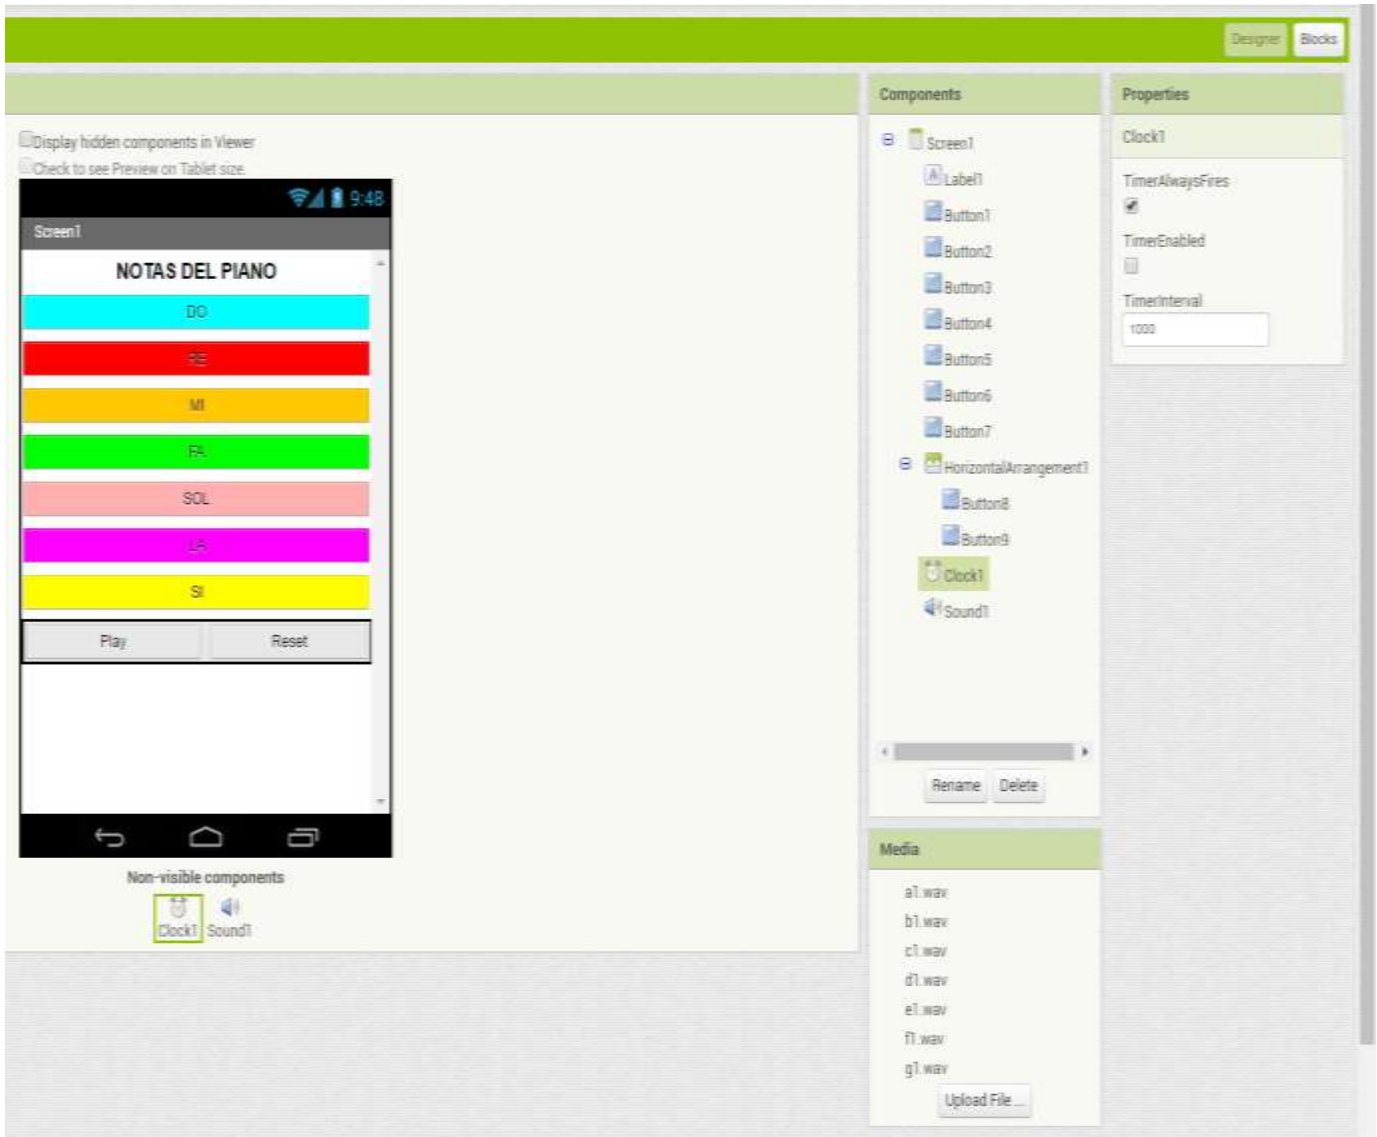 Designer Blocks
Components
Properties
Display hidden components in Viewer
Check to see Preview on Tablet size.
9:48
Screen1
NOTAS DEL PIANO
DO
RE
MI
FA
SOL
LA
SI
Play Reset
Non-visible components
Clock1 Sound1
Screen1
Label1
Button1
Button2
Button3
Button4
Button5
Button6
Button7
HorizontalArrangement1
Button8
Button9
Clock1
Sound1
Rename Delete
Media
a1.wav
b1.wav
c1.wav
d1.wav
e1.wav
f1.wav
g1.wav
Upload File ...
Clock1
TimerAlwaysFires
TimerEnabled
TimerInterval
1000